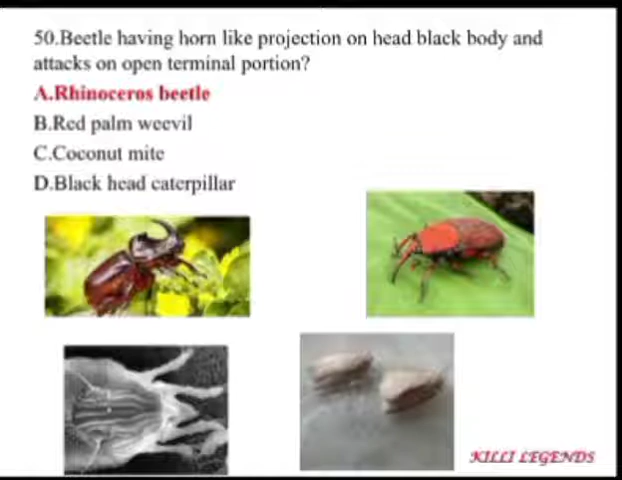 50.Beetle having horn like projection on head black body and
attacks on open terminal portion?
A.Rhinoceros beetle
B.Red palm weevil
C.Coconut mite
D.Black head caterpillar
KILLI LEGENDS